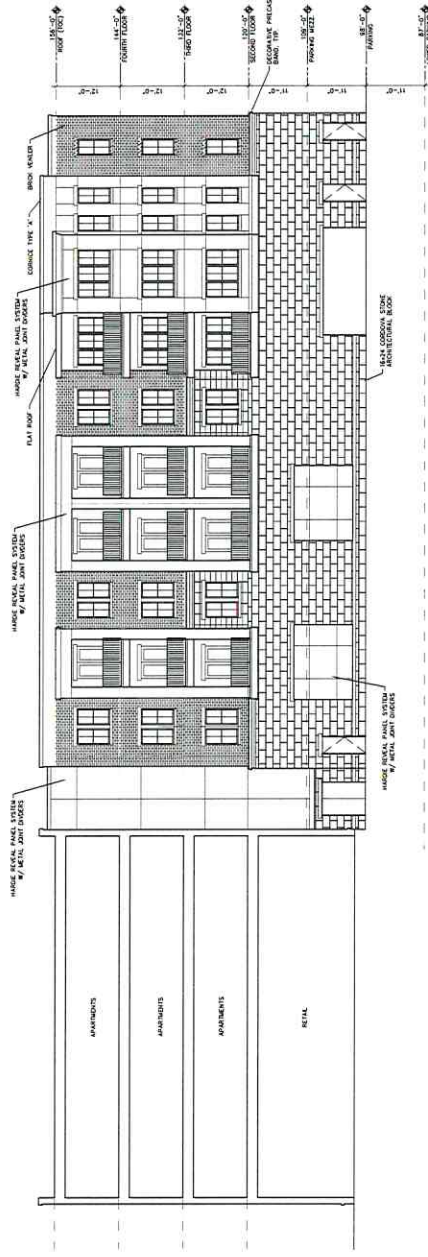 HARDIE REVEAL PANEL SYSTEM
W/ METAL JOINT DIVIDERS
HARDIE REVEAL PANEL SYSTEM
W/ METAL JOINT DIVIDERS
FLAT ROOF
HARDIE REVEAL PANEL SYSTEM
W/ METAL JOINT DIVIDERS
CORNICE TYPE 'A'
BRICK VENEER
156'-0"
ROOF (TOC)
12'-0"
144'-0"
FOURTH FLOOR
12'-0"
132'-0"
THIRD FLOOR
12'-0"
120'-0"
SECOND FLOOR
DECORATIVE PRECAS
BAND, TYP.
11'-0"
109'-0"
PARKING MEZZ.
11'-0"
98'-0"
PARKING
11'-0"
87'-0"
APARTMENTS
APARTMENTS
APARTMENTS
RETAIL
HARDIE REVEAL PANEL SYSTEM
W/ METAL JOINT DIVIDERS
16x24 CORDOVA STONE
ARCHITECTURAL BLOCK